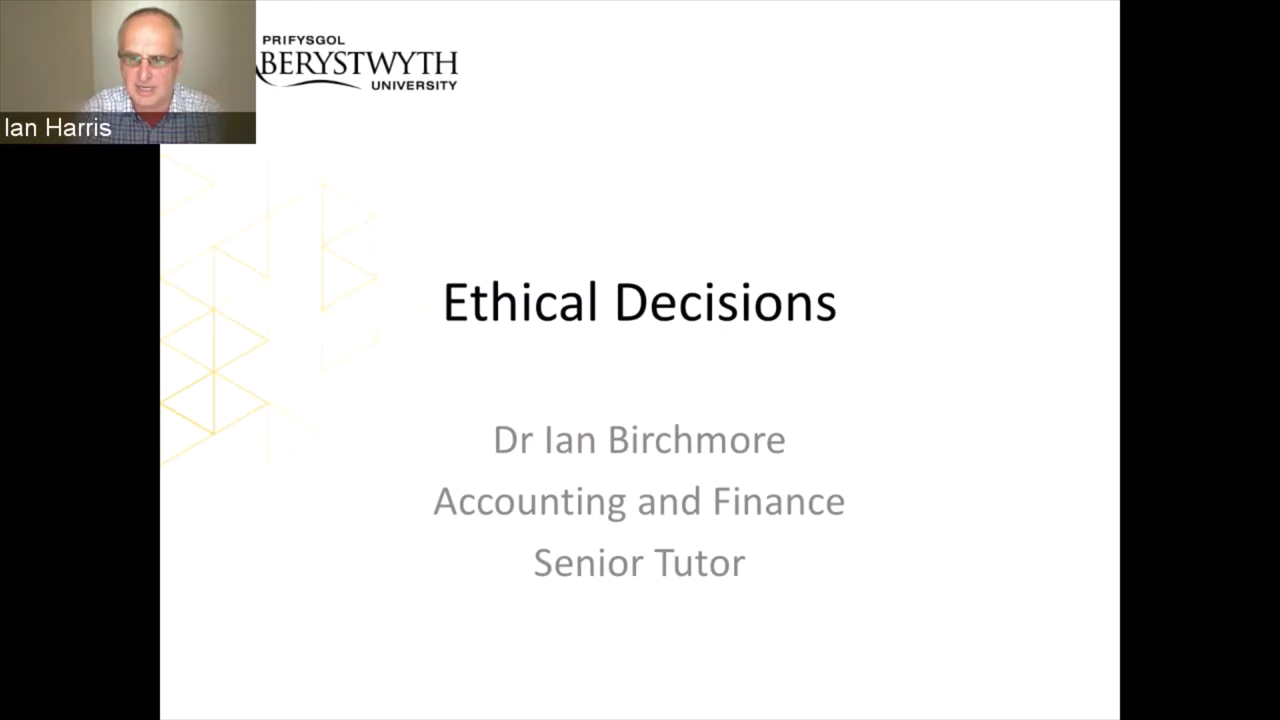 Ian Harris
PRIFYSGOL
BERYSTWYTH
UNIVERSITY
Ethical Decisions
Dr Ian Birchmore
Accounting and Finance
Senior Tutor